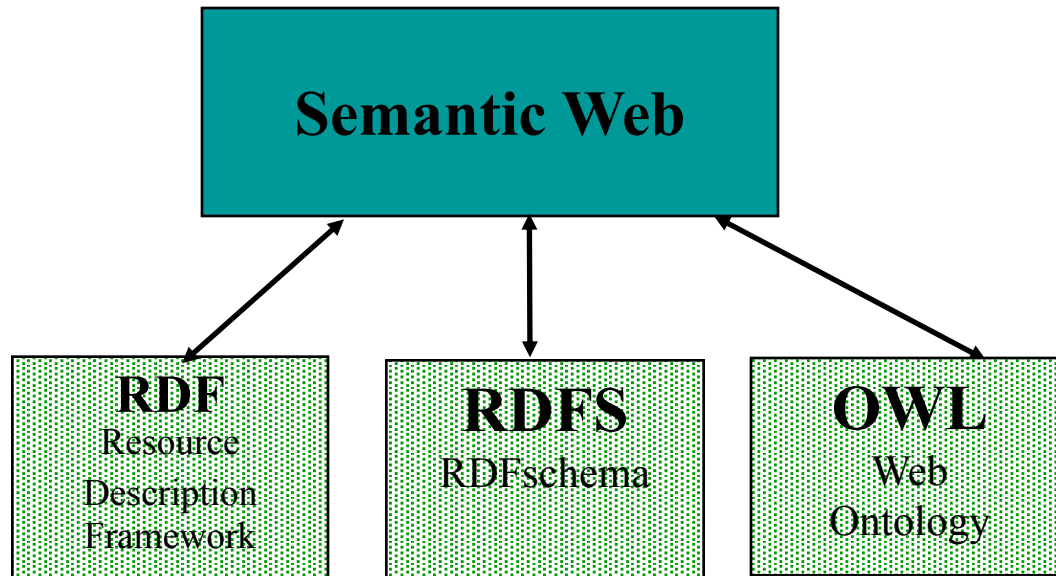 Semantic Web
RDF
Resource
Description
Framework
RDFS
RDFschema
OWL
Web
Ontology